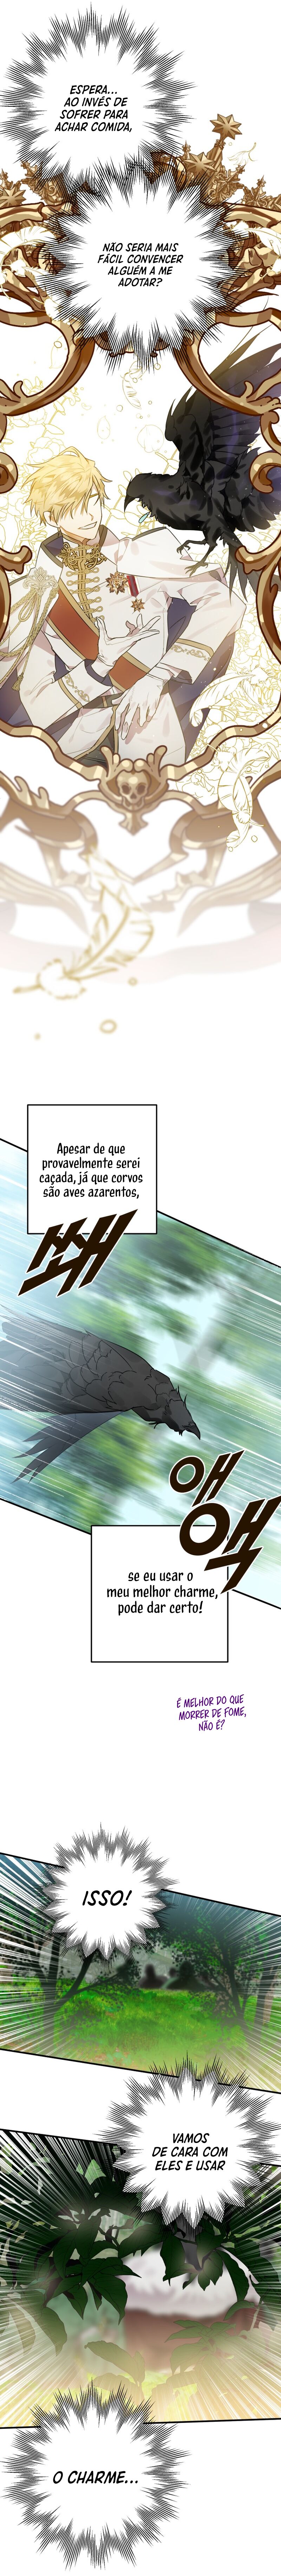 ESPERA...
AO INVÉS DE
SOFRER PARA
ACHAR COMIDA,
NÃO SERIA MAIS
FÁCIL CONVENCER
ALGUÉM A ME
ADOTAR?
Apesar de que
provavelmente serei
caçada, já que corvos
são aves azarentos,
쐐
애
액
se eu usar o
meu melhor charme,
pode dar certo!
É MELHOR DO QUE
MORRER DE FOME,
NÃO É?
ISSO!
VAMOS
DE CARA COM
ELES E USAR
O CHARME...